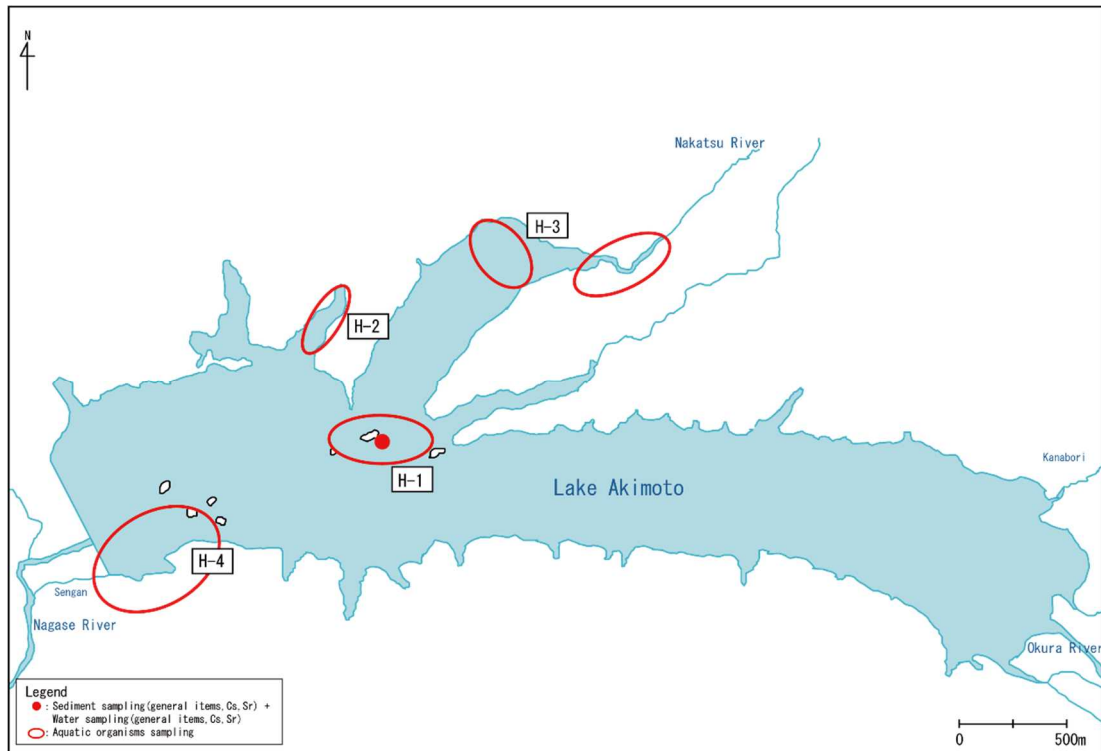 N
Nakatsu River
H-3
H-2
H-1
Lake Akimoto
Kanabori
H-4
Sengan
Nagase River
Okura River
Legend
: Sediment sampling(general items,Cs,Sr) +
Water sampling(general items,Cs,Sr)
: Aquatic organisms sampling
0 500m